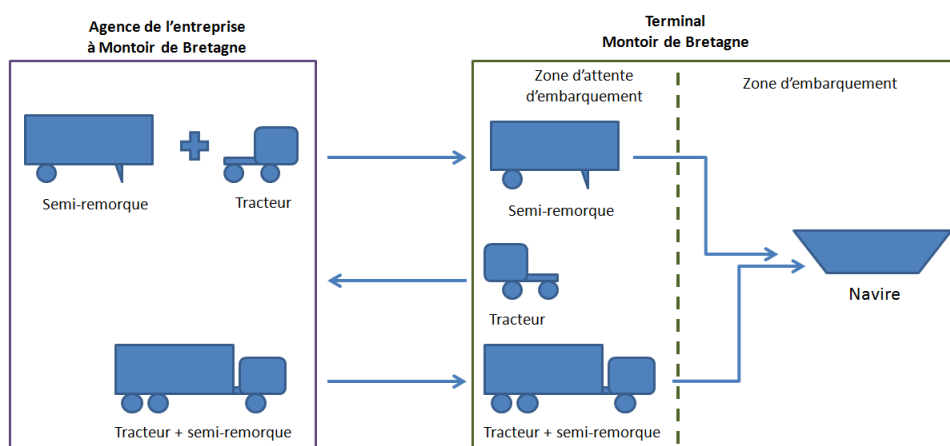 Agence de l'entreprise
à Montoir de Bretagne
Terminal
Montoir de Bretagne
Zone d'attente
d'embarquement
Zone d'embarquement
Semi-remorque
Tracteur
Semi-remorque
Navire
Tracteur
Tracteur + semi-remorque
Tracteur + semi-remorque